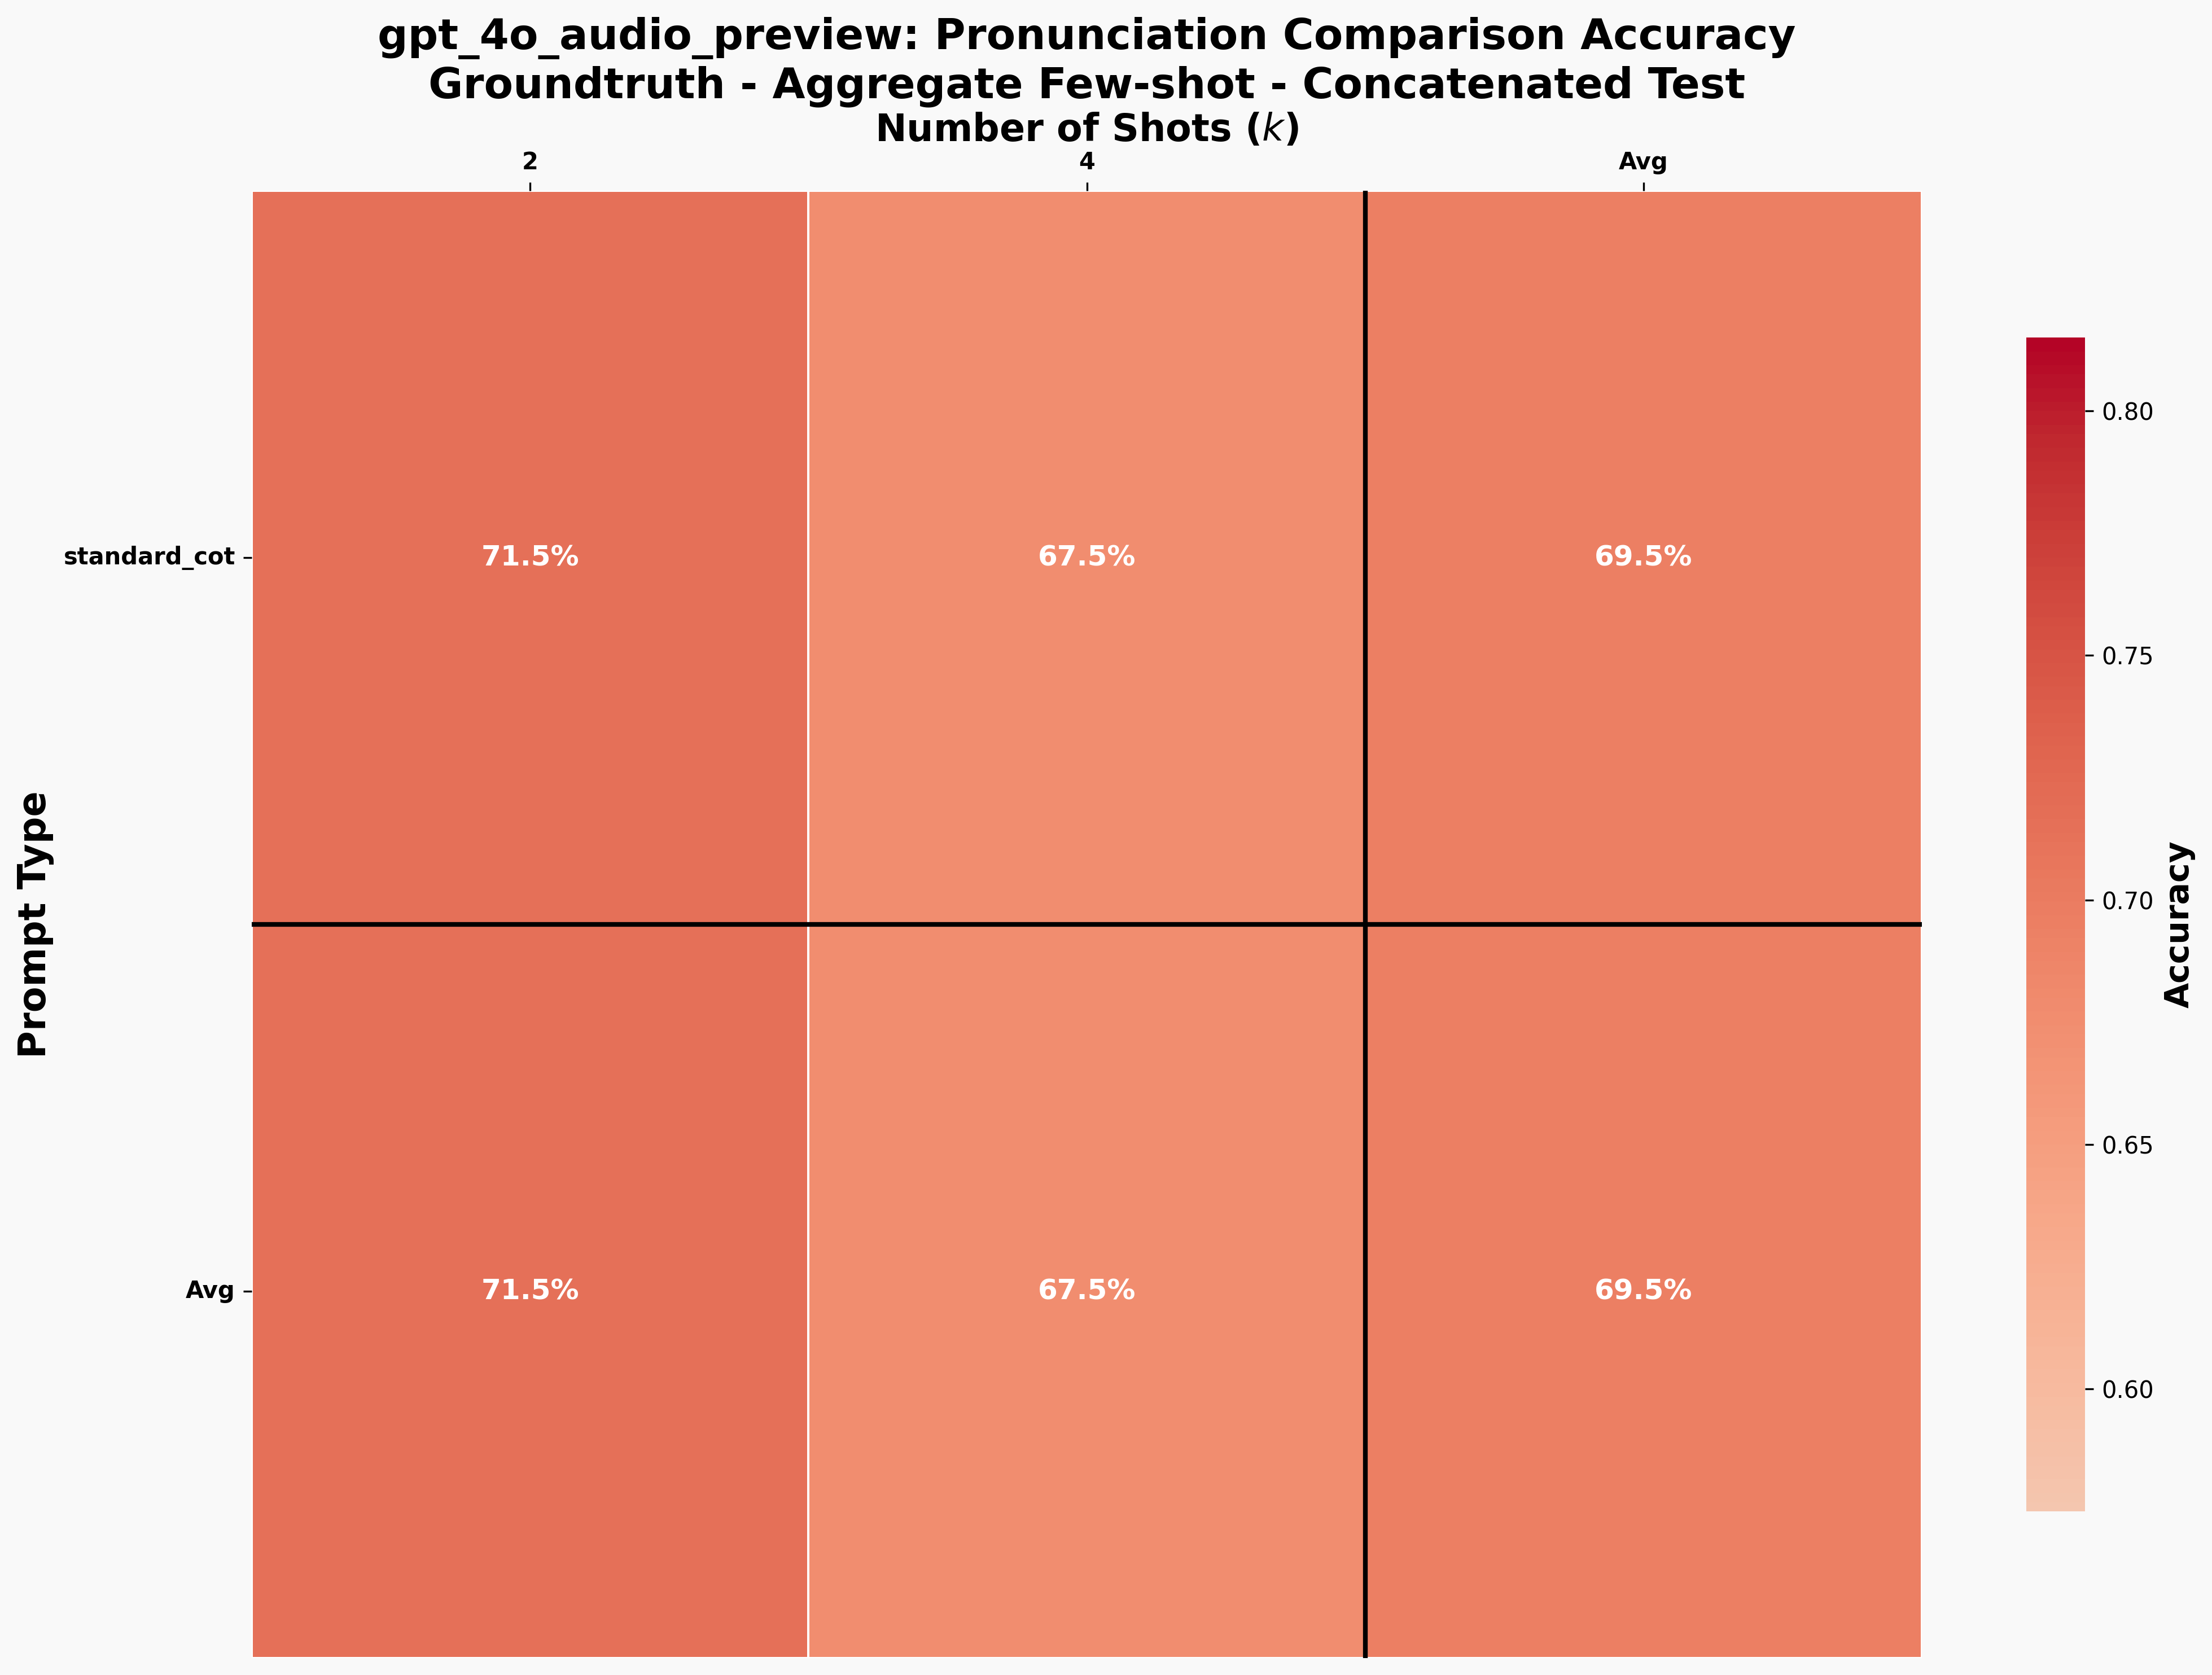 gpt_4o_audio_preview: Pronunciation Comparison Accuracy
Groundtruth - Aggregate Few-shot - Concatenated Test
Number of Shots (k)
2 4 Avg
standard_cot 71.5% 67.5% 69.5%
Avg 71.5% 67.5% 69.5%
Prompt Type
0.80
0.75
0.70
0.65
0.60
Accuracy